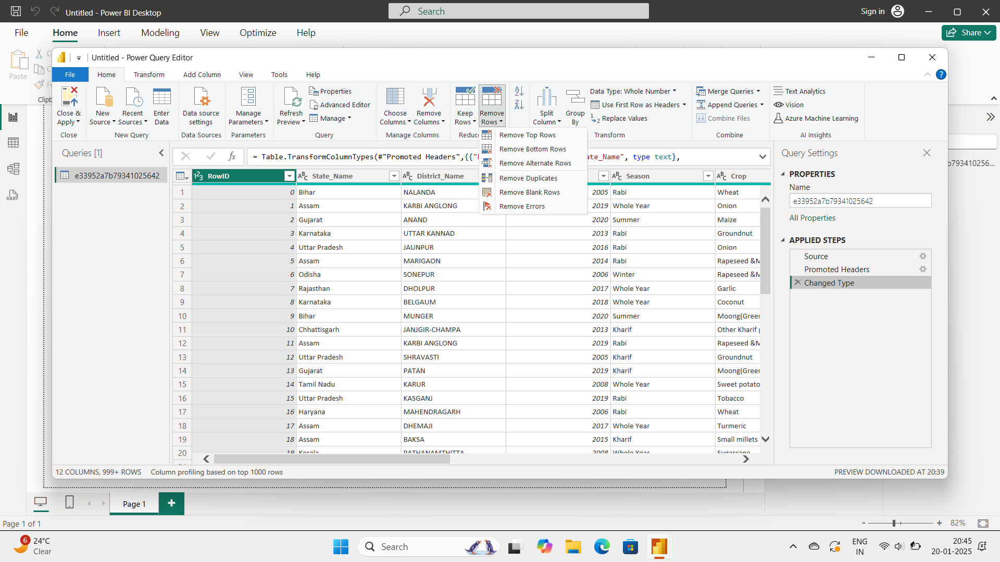 Untitled - Power BI Desktop
Search
Sign in
File
Home
Insert
Modeling
View
Optimize
Help
Share
Paste
Clipb
Untitled - Power Query Editor
File
Home
Transform
Add Column
View
Tools
Help
Close &
Apply
New
Source
Recent
Sources
Enter
Data
Data source
settings
Manage
Parameters
Refresh
Preview
Properties
Advanced Editor
Manage
Choose
Columns
Remove
Columns
Keep
Rows
Remove
Rows
Split
Column
Group
By
Data Type: Whole Number
Use First Row as Headers
Replace Values
Merge Queries
Append Queries
Combine Files
Text Analytics
Vision
Azure Machine Learning
Close
New Query
Data Sources
Parameters
Query
Manage Columns
Reduc
Transform
Combine
AI Insights
Remove Top Rows
Remove Bottom Rows
Remove Alternate Rows
Remove Duplicates
Remove Blank Rows
Remove Errors
Queries [1]
e33952a7b79341025642
fx
= Table.TransformColumnTypes(#"Promoted Headers",{{"
ate_Name", type text},
RowID State_Name District_Name Season Crop
1 0 Bihar NALANDA 2005 Rabi Wheat
2 1 Assam KARBI ANGLONG 2019 Whole Year Onion
3 2 Gujarat ANAND 2020 Summer Maize
4 3 Karnataka UTTAR KANNAD 2013 Rabi Groundnut
5 4 Uttar Pradesh JAUNPUR 2016 Rabi Onion
6 5 Assam MARIGAON 2014 Rabi Rapeseed &M
7 6 Odisha SONEPUR 2006 Winter Rapeseed &M
8 7 Rajasthan DHOLPUR 2017 Whole Year Garlic
9 8 Karnataka BELGAUM 2018 Whole Year Coconut
10 9 Bihar MUNGER 2020 Summer Moong(Green
11 10 Chhattisgarh JANJGIR-CHAMPA 2013 Kharif Other Kharif p
12 11 Assam KARBI ANGLONG 2019 Rabi Rapeseed &M
13 12 Uttar Pradesh SHRAVASTI 2005 Kharif Groundnut
14 13 Gujarat PATAN 2019 Kharif Moong(Green
15 14 Tamil Nadu KARUR 2008 Whole Year Sweet potato
16 15 Uttar Pradesh KASGANJ 2019 Rabi Tobacco
17 16 Haryana MAHENDRAGARH 2006 Rabi Wheat
18 17 Assam DHEMAJI 2017 Whole Year Turmeric
19 18 Assam BAKSA 2015 Kharif Small millets
20 19 Kerala PATHANAMTHITTA 2008 Whole Year Sugarcane
Query Settings
PROPERTIES
Name
e33952a7b79341025642
All Properties
APPLIED STEPS
Source
Promoted Headers
Changed Type
b79341025...
12 COLUMNS, 999+ ROWS
Column profiling based on top 1000 rows
PREVIEW DOWNLOADED AT 20:39
Page 1
Page 1 of 1
82%
6
24°C
Clear
Search
ENG
IN
20:45
20-01-2025